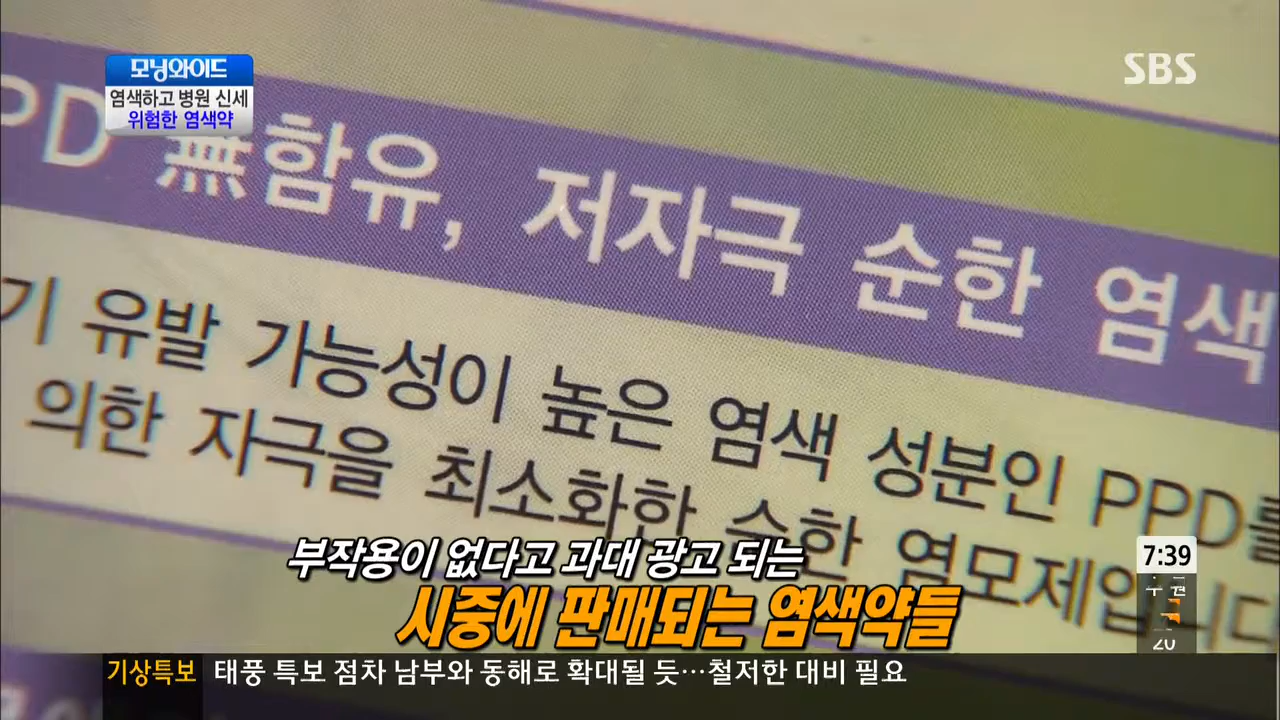 모닝와이드
염색하고 병원 신세
위험한 염색약
SBS
無함유, 저자극 순한 염색
유발 가능성이 높은 염색 성분인 PPD를
의한 자극을 최소화한 순한 염모제입니다
부작용이 없다고 과대 광고 되는
시중에 판매되는 염색약들
7:39
기상특보 태풍 특보 점차 남부와 동해로 확대될 듯…철저한 대비 필요